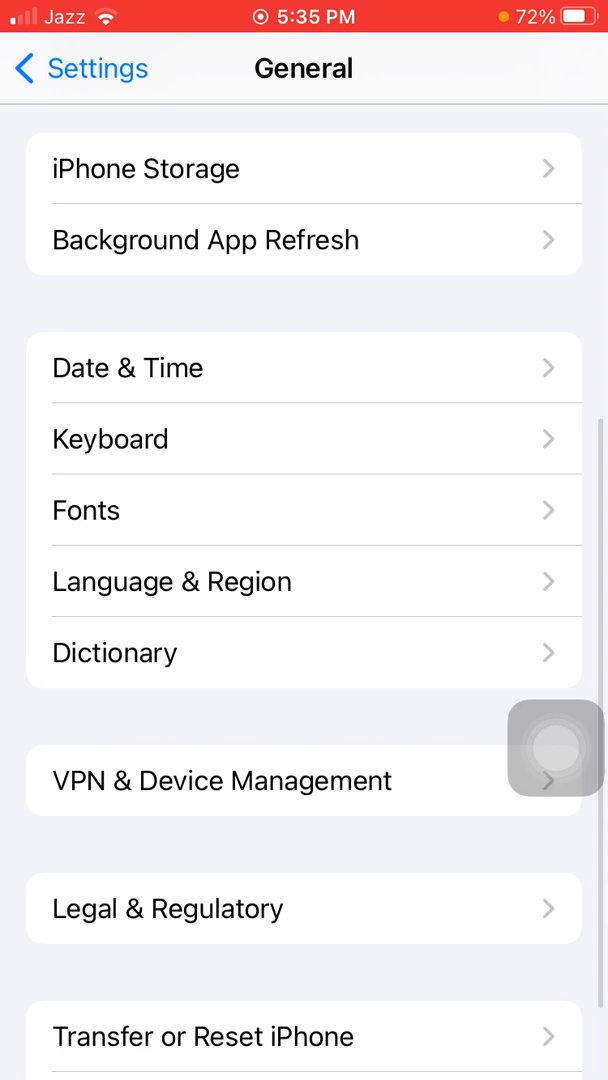 Jazz 5:35 PM 72%
Settings General
iPhone Storage
Background App Refresh
Date & Time
Keyboard
Fonts
Language & Region
Dictionary
VPN & Device Management
Legal & Regulatory
Transfer or Reset iPhone